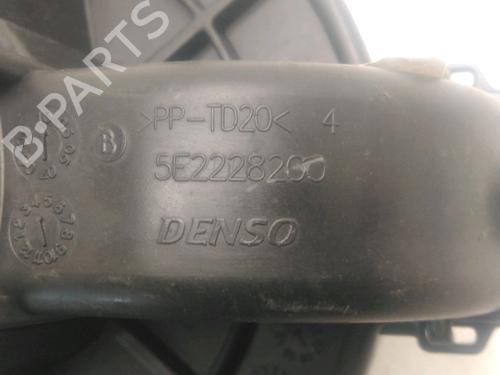 B-PARTS
>PP-TD20< 4
B
5E2228200
DENSO